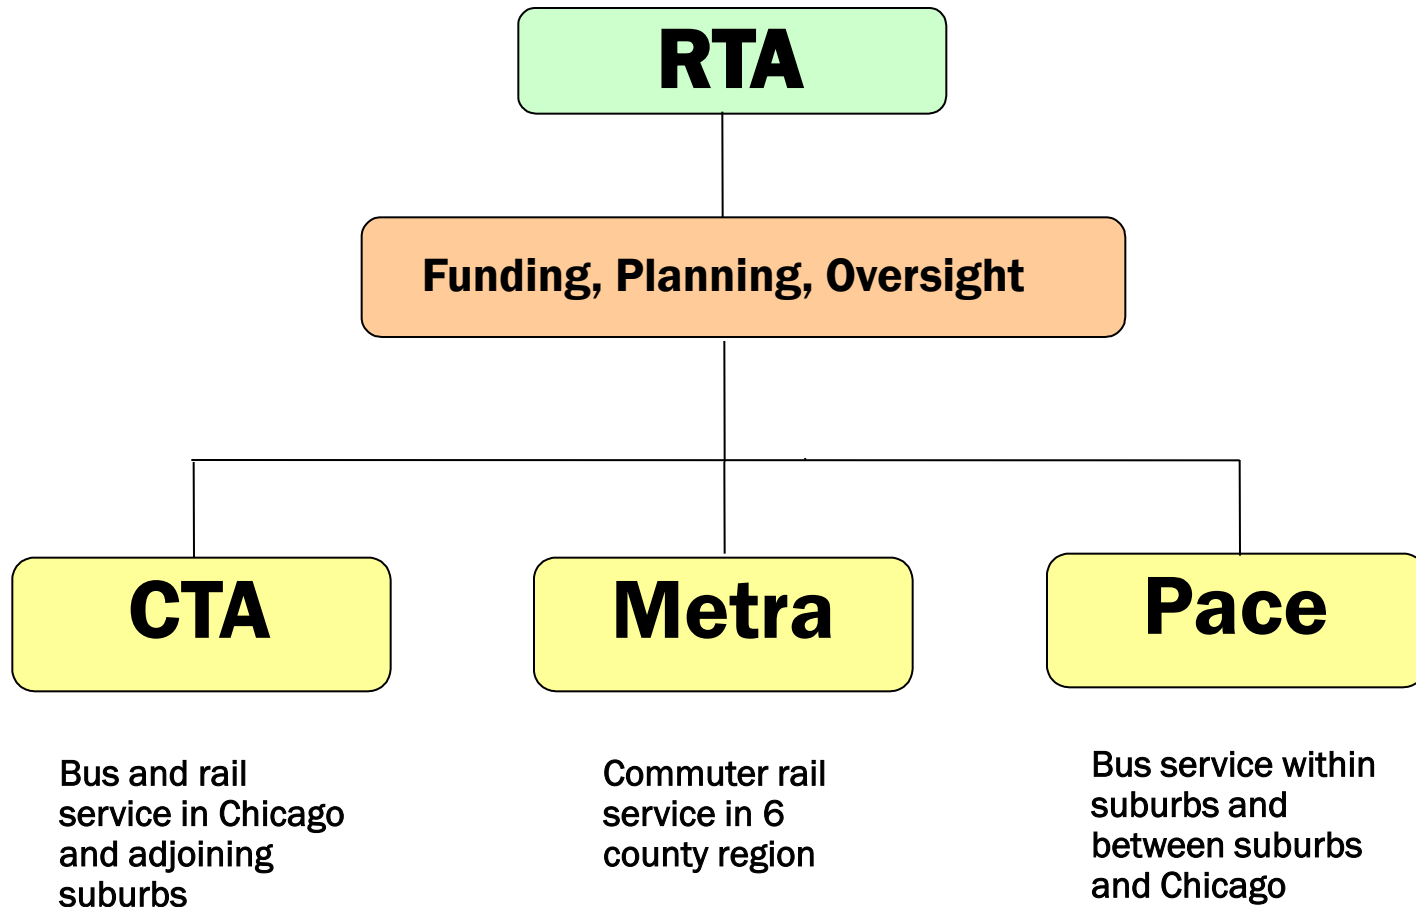 RTA
Funding, Planning, Oversight
CTA
Metra
Pace
Bus and rail
service in Chicago
and adjoining
suburbs
Commuter rail
service in 6
county region
Bus service within
suburbs and
between suburbs
and Chicago